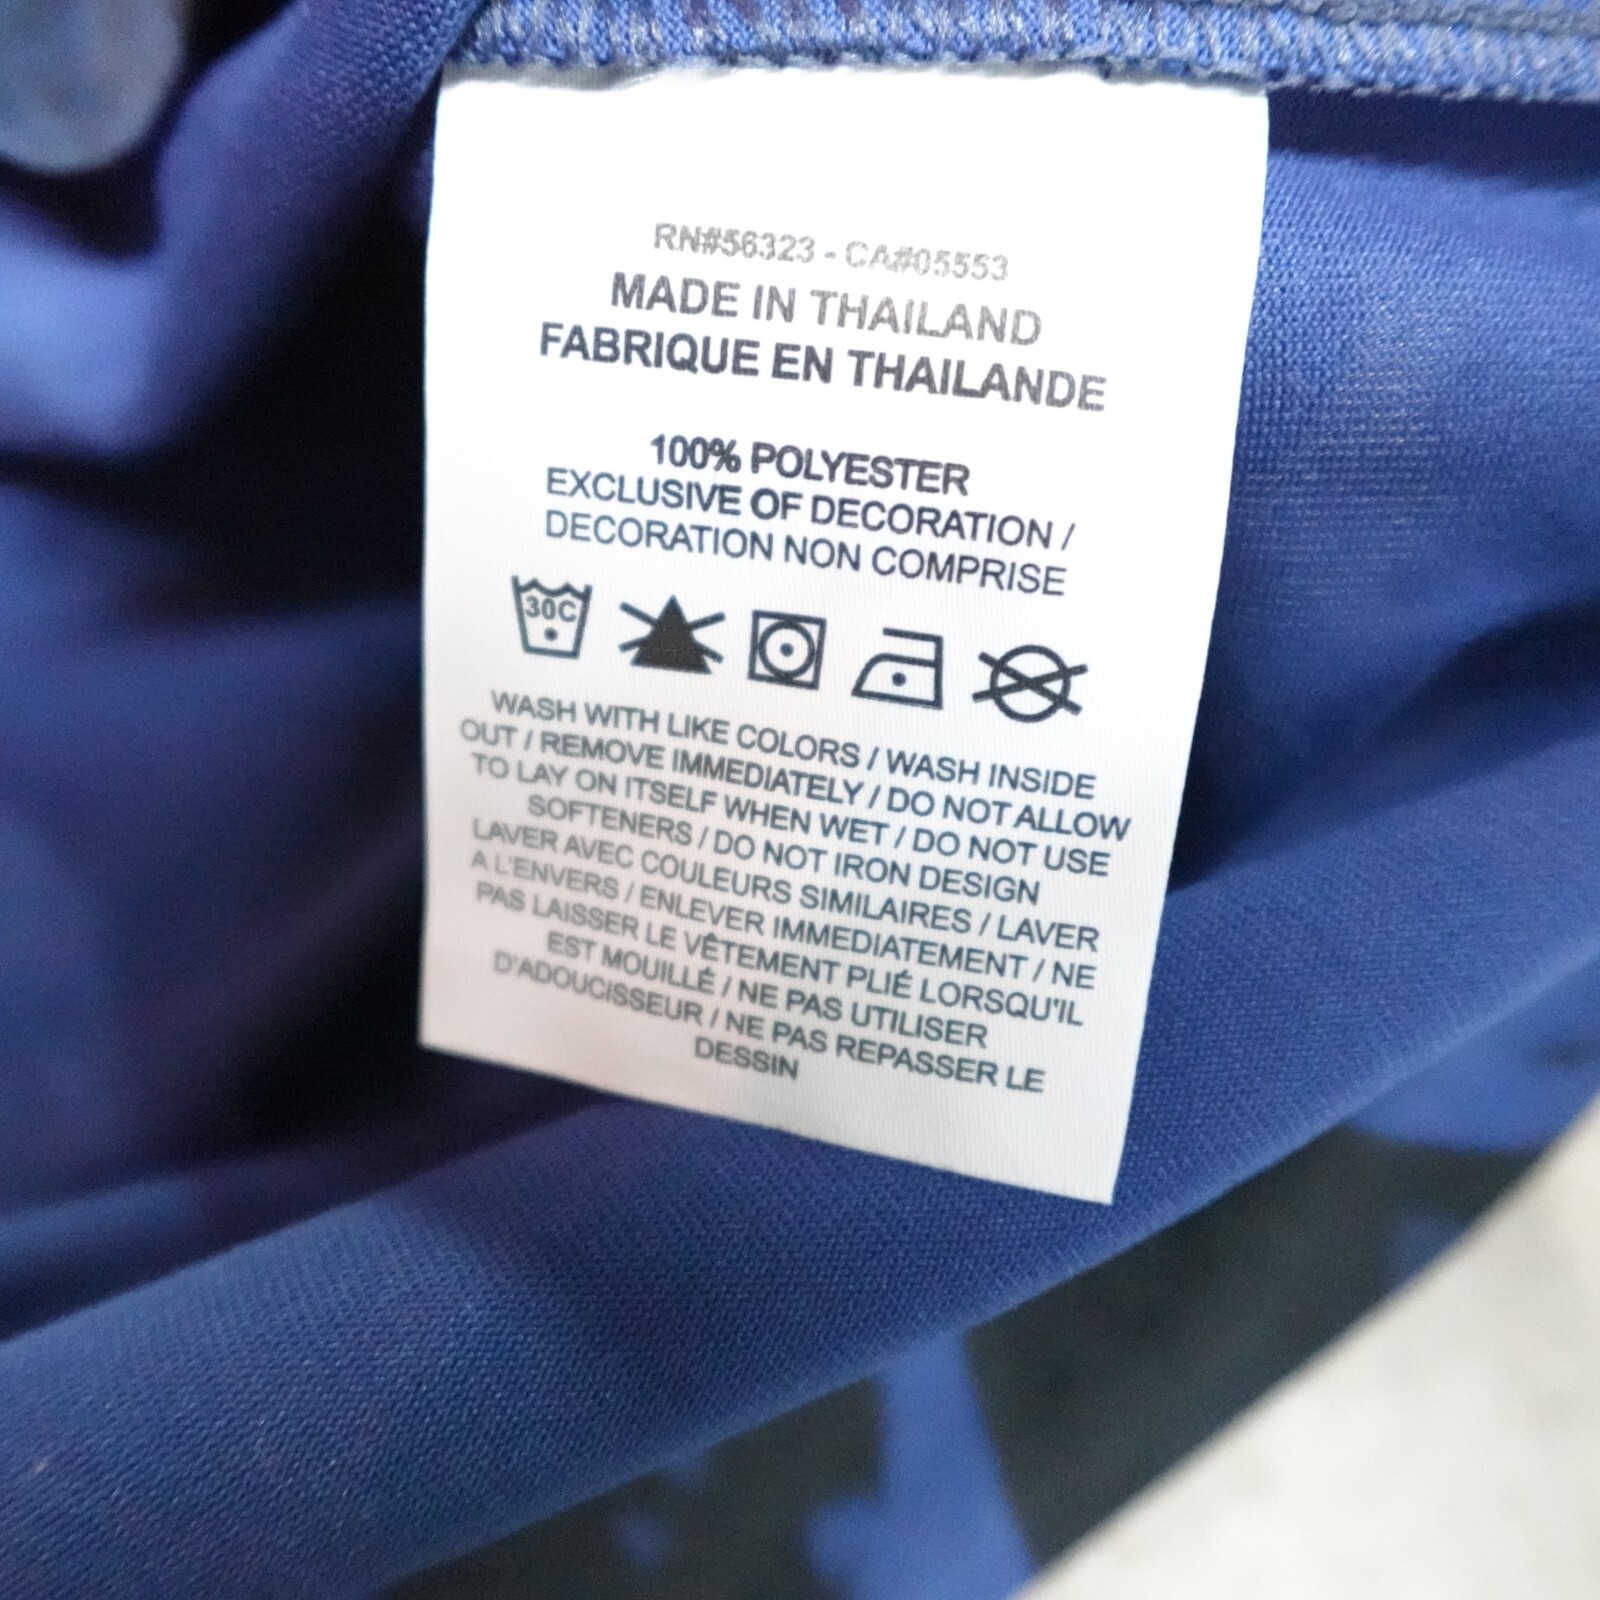 RN#56323 - CA#05553
MADE IN THAILAND
FABRIQUE EN THAILANDE
100% POLYESTER
EXCLUSIVE OF DECORATION /
DECORATION NON COMPRISE
30C
WASH WITH LIKE COLORS / WASH INSIDE
OUT / REMOVE IMMEDIATELY / DO NOT ALLOW
TO LAY ON ITSELF WHEN WET / DO NOT USE
SOFTENERS / DO NOT IRON DESIGN
LAVER AVEC COULEURS SIMILAIRES / LAVER
A L'ENVERS / ENLEVER IMMEDIATEMENT / NE
PAS LAISSER LE VÊTEMENT PLIÉ LORSQU'IL
EST MOUILLÉ / NE PAS UTILISER
D'ADOUCISSEUR / NE PAS REPASSER LE
DESSIN